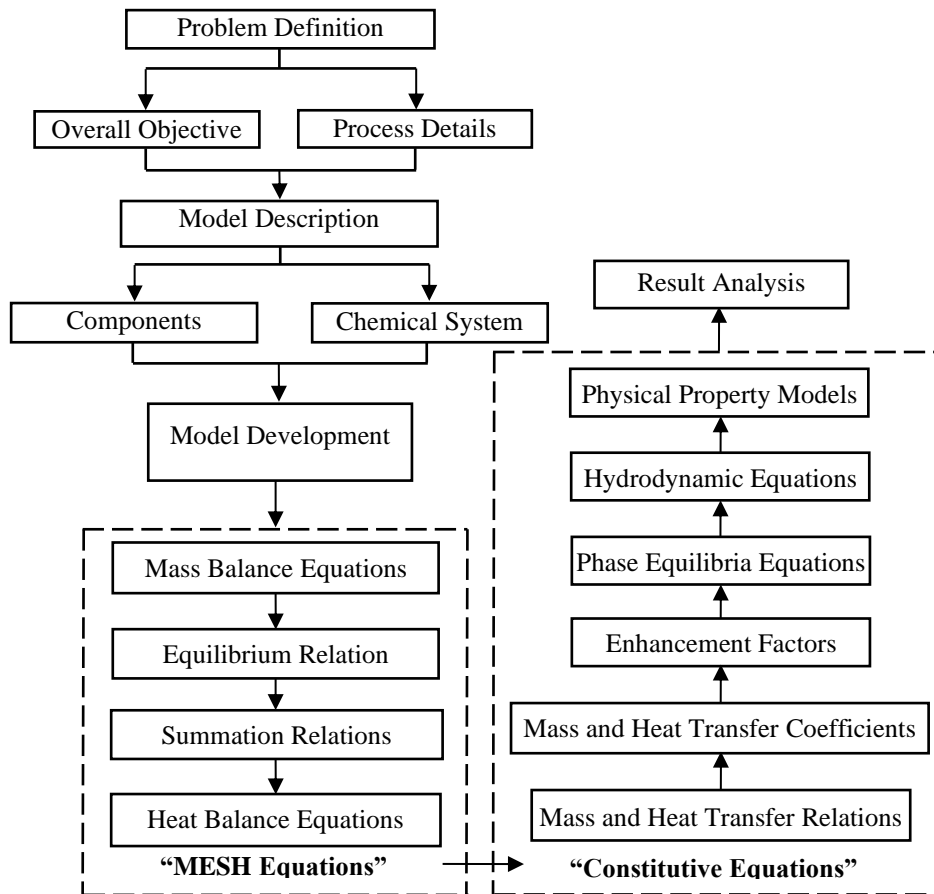 Problem Definition
Overall Objective
Process Details
Model Description
Components
Chemical System
Model Development
Mass Balance Equations
Equilibrium Relation
Summation Relations
Heat Balance Equations
“MESH Equations”
Result Analysis
Physical Property Models
Hydrodynamic Equations
Phase Equilibria Equations
Enhancement Factors
Mass and Heat Transfer Coefficients
Mass and Heat Transfer Relations
“Constitutive Equations”